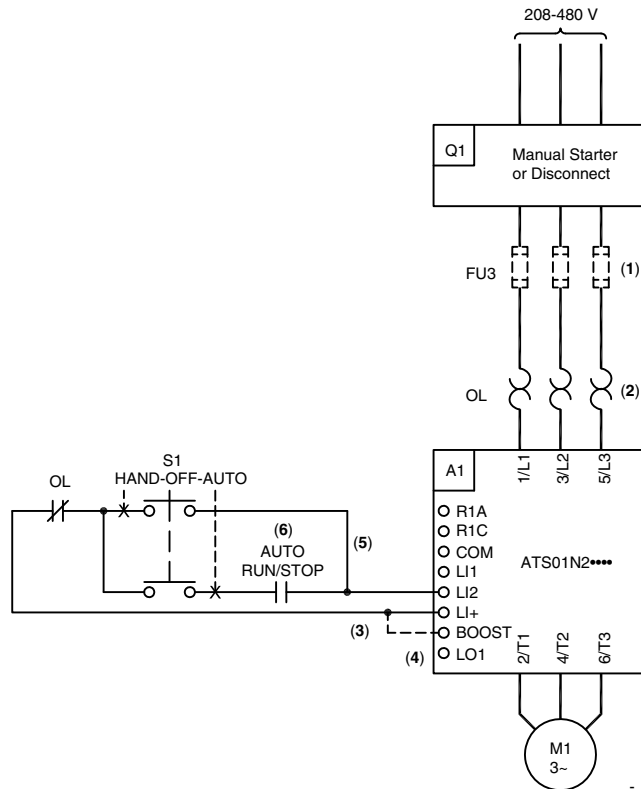 208-480 V
Q1
Manual Starter
or Disconnect
FU3
(1)
OL
(2)
1/L1
3/L2
5/L3
A1
S1
HAND-OFF-AUTO
OL
R1A
R1C
COM
LI1
LI2
LI+
BOOST
LO1
ATS01N2••••
(6)
AUTO
RUN/STOP
(5)
(3)
(4)
2/T1
4/T2
6/T3
M1
3~